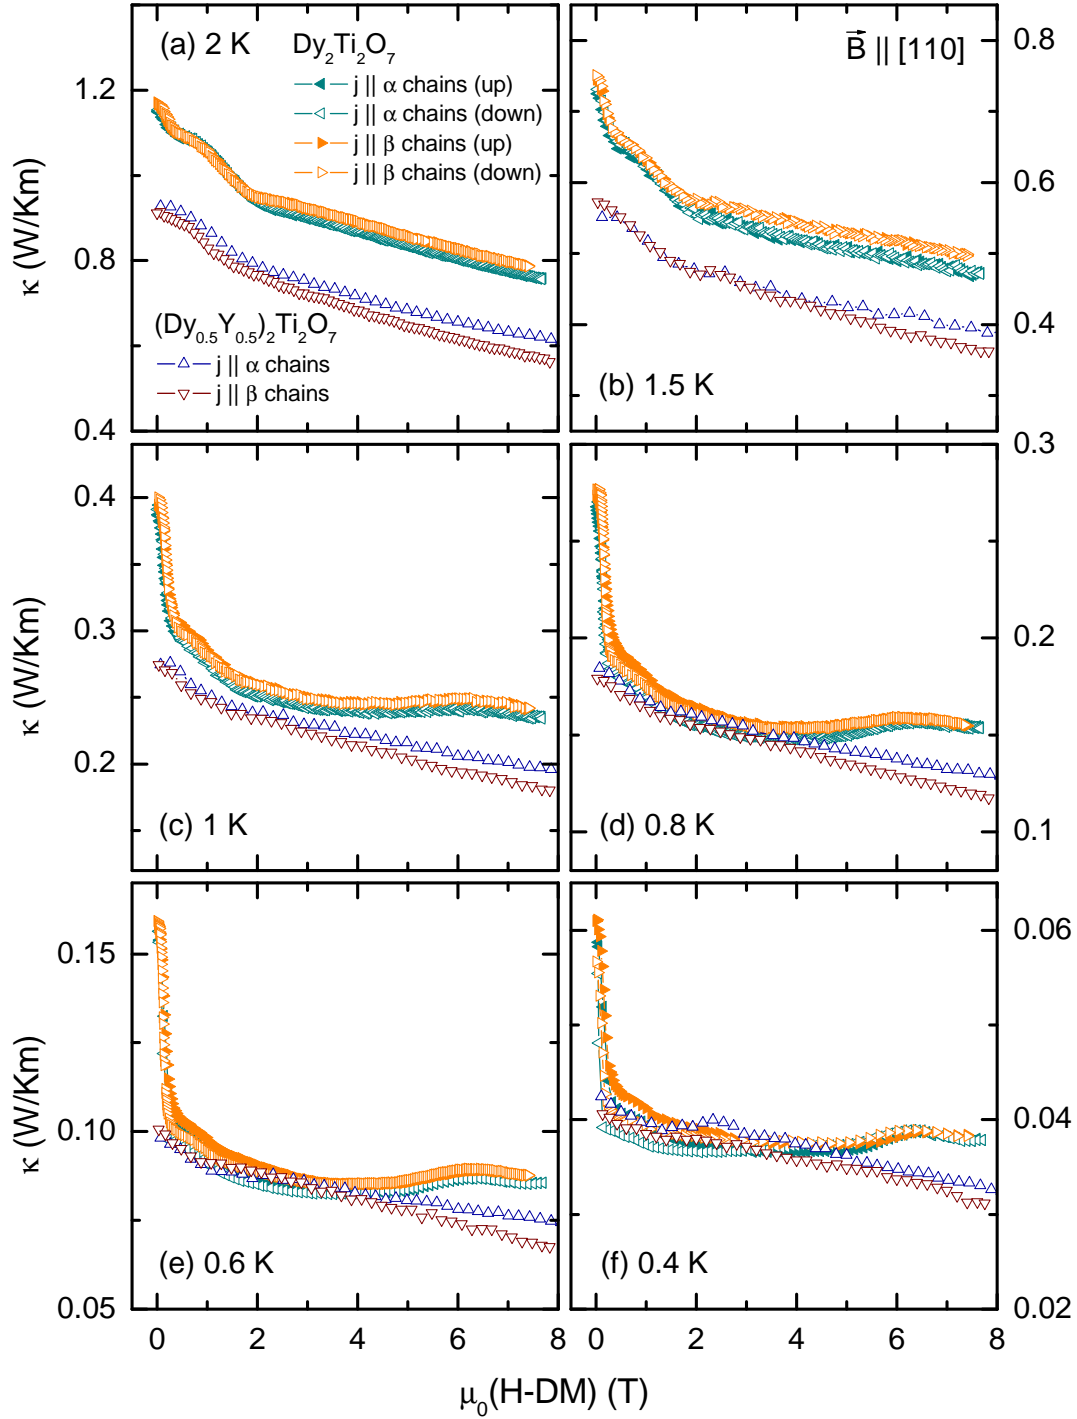 (a) 2 K
Dy₂Ti₂O₇
j || α chains (up)
j || α chains (down)
j || β chains (up)
j || β chains (down)
(Dy₀.₅Y₀.₅)₂Ti₂O₇
j || α chains
j || β chains
1.2
0.8
0.4
κ (W/Km)
B⃗ || [110]
(b) 1.5 K
0.8
0.6
0.4
(c) 1 K
0.4
0.3
0.2
κ (W/Km)
(d) 0.8 K
0.3
0.2
0.1
(e) 0.6 K
0.15
0.10
0.05
κ (W/Km)
0 2 4 6 8
(f) 0.4 K
0.06
0.04
0.02
0 2 4 6 8
μ₀(H-DM) (T)